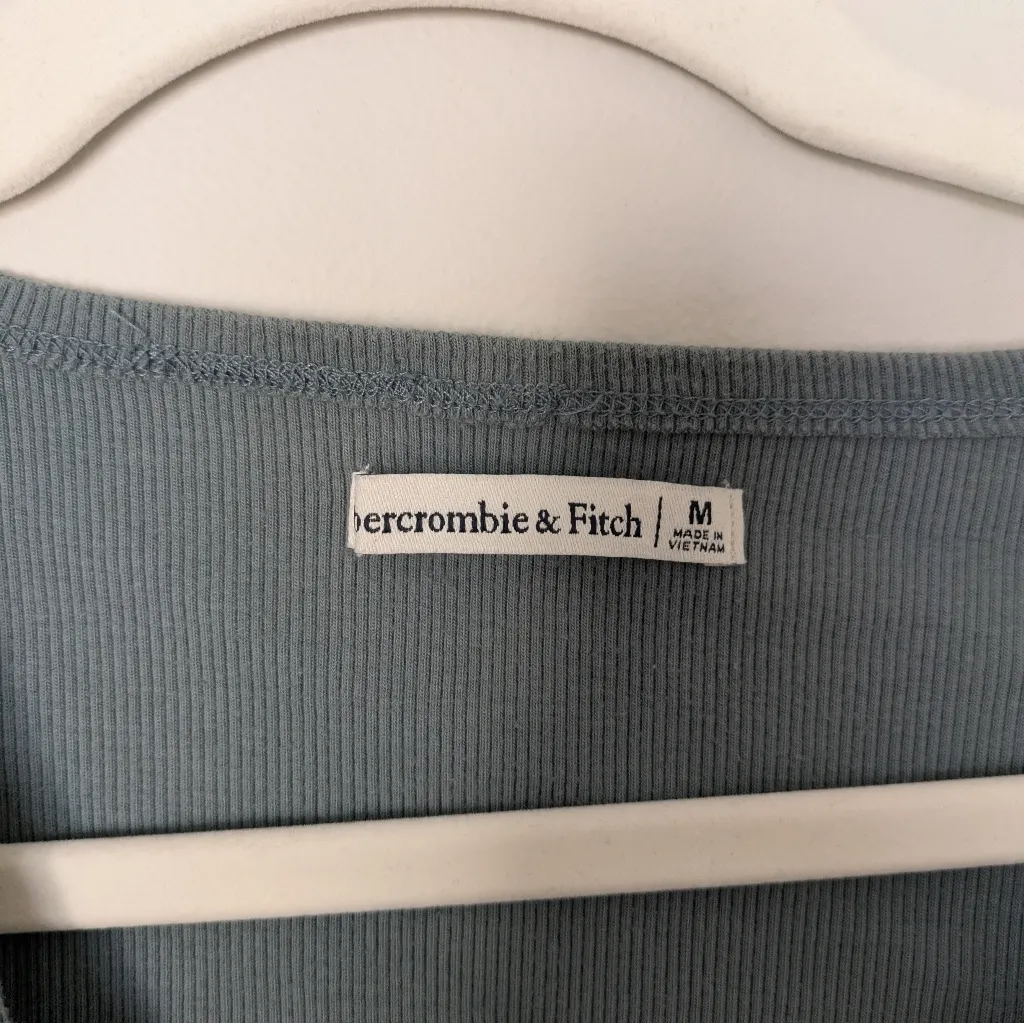 bercrombie & Fitch | M
MADE IN
VIETNAM